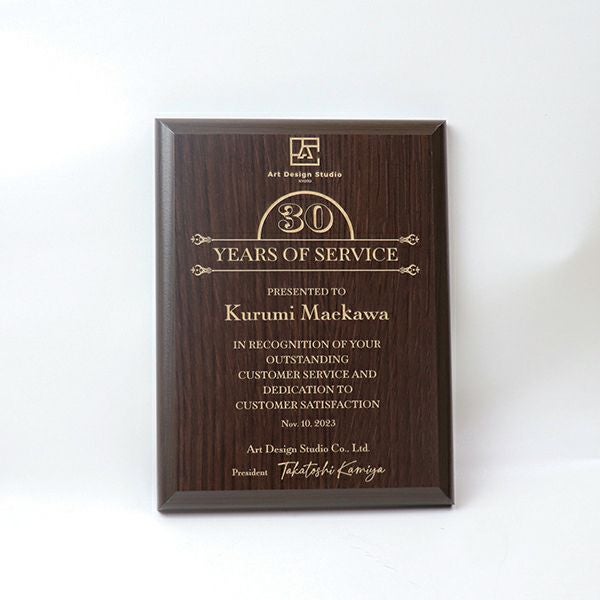 Art Design Studio
KYOTO
30
YEARS OF SERVICE
PRESENTED TO
Kurumi Maekawa
IN RECOGNITION OF YOUR
OUTSTANDING
CUSTOMER SERVICE AND
DEDICATION TO
CUSTOMER SATISFACTION
Nov. 10, 2023
Art Design Studio Co., Ltd.
President Takatoshi Kamiya